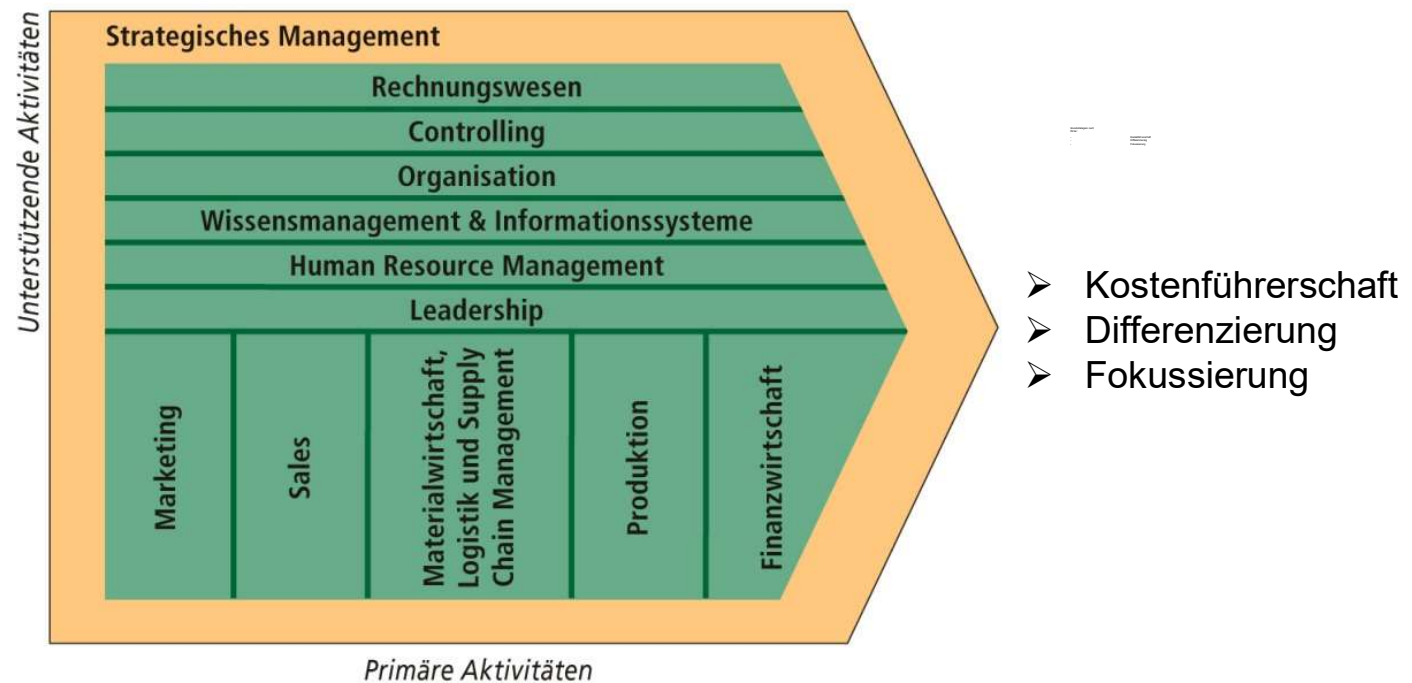 Unterstützende Aktivitäten
Strategisches Management
Rechnungswesen
Controlling
Organisation
Wissensmanagement & Informationssysteme
Human Resource Management
Leadership
Marketing
Sales
Materialwirtschaft,
Logistik und Supply
Chain Management
Produktion
Finanzwirtschaft
Primäre Aktivitäten
➢ Kostenführerschaft
➢ Differenzierung
➢ Fokussierung